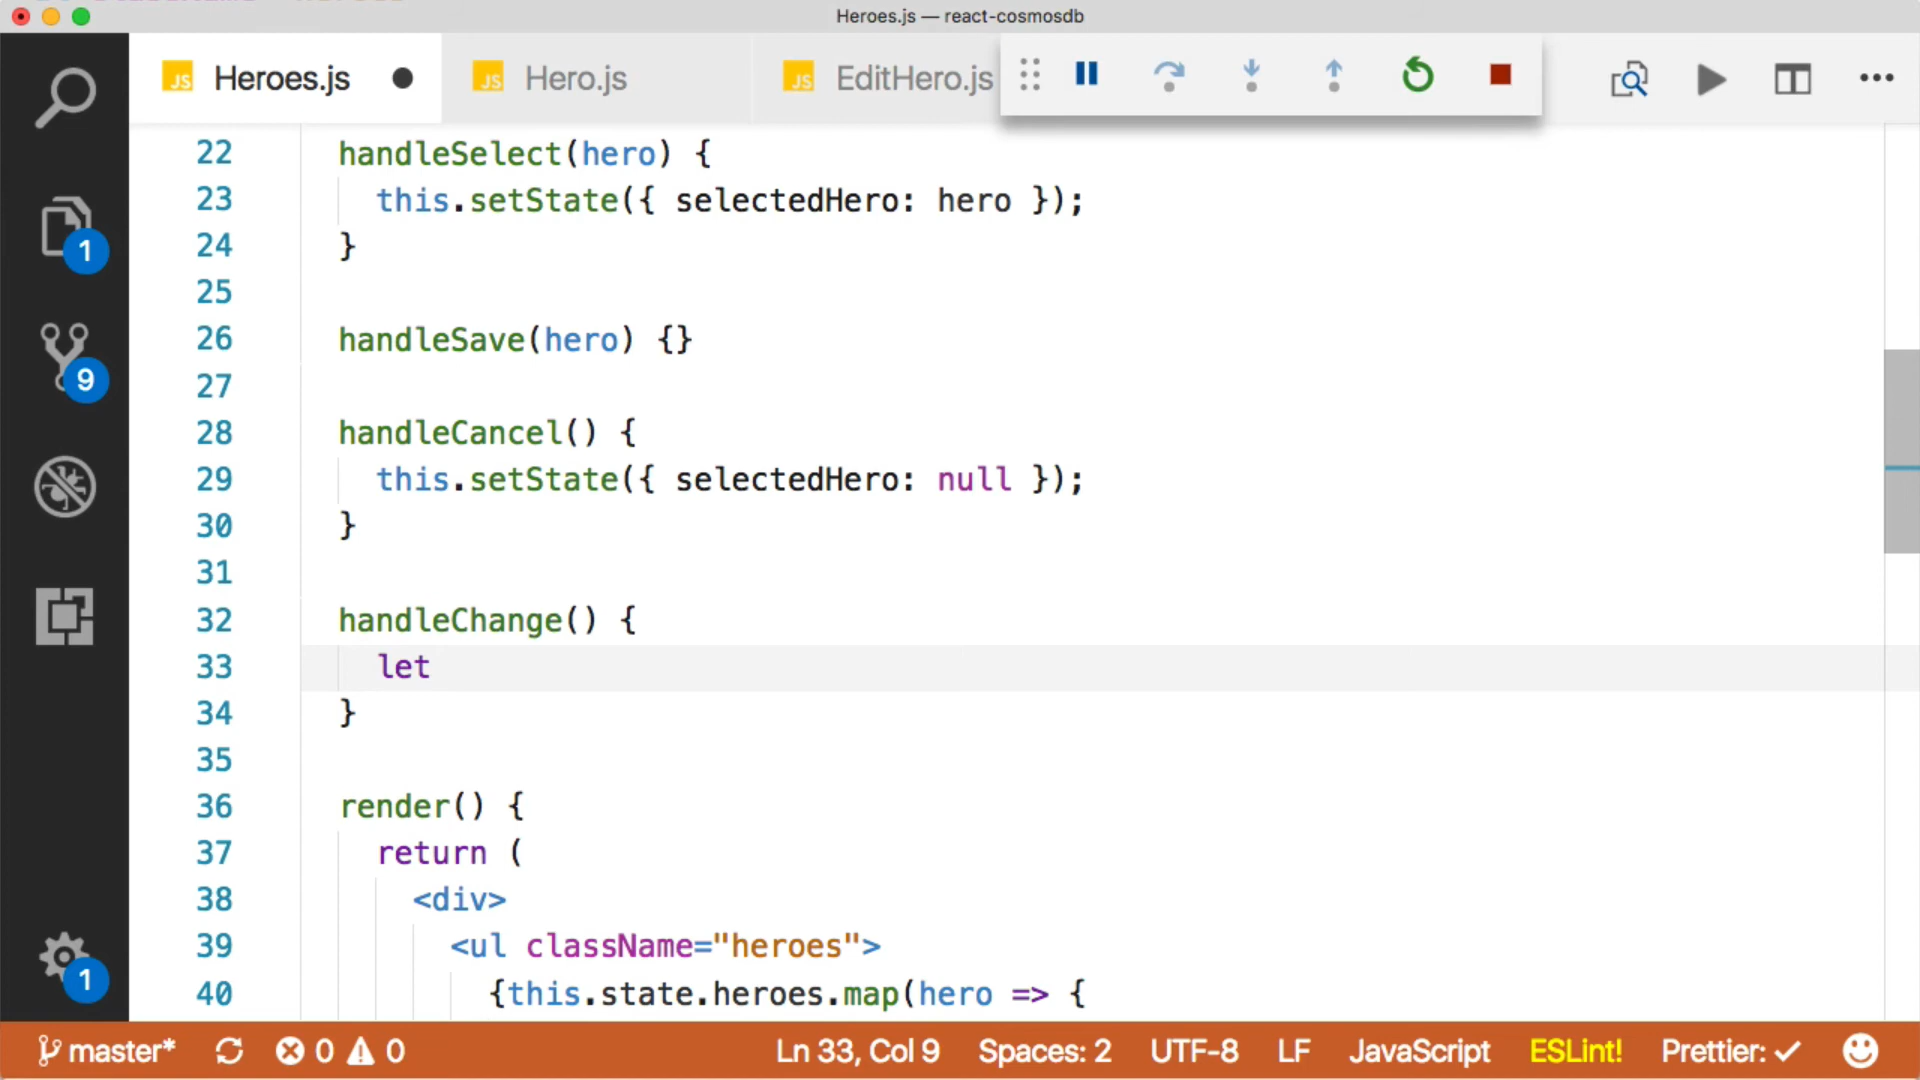 Heroes.js — react-cosmosdb
JS Heroes.js
JS Hero.js
JS EditHero.js
1
9
1
22 handleSelect(hero) {
23 this.setState({ selectedHero: hero });
24 }
25
26 handleSave(hero) {}
27
28 handleCancel() {
29 this.setState({ selectedHero: null });
30 }
31
32 handleChange() {
33 let
34 }
35
36 render() {
37 return (
38 <div>
39 <ul className="heroes">
40 {this.state.heroes.map(hero => {
master* 0 0 Ln 33, Col 9 Spaces: 2 UTF-8 LF JavaScript ESLint! Prettier: ✓